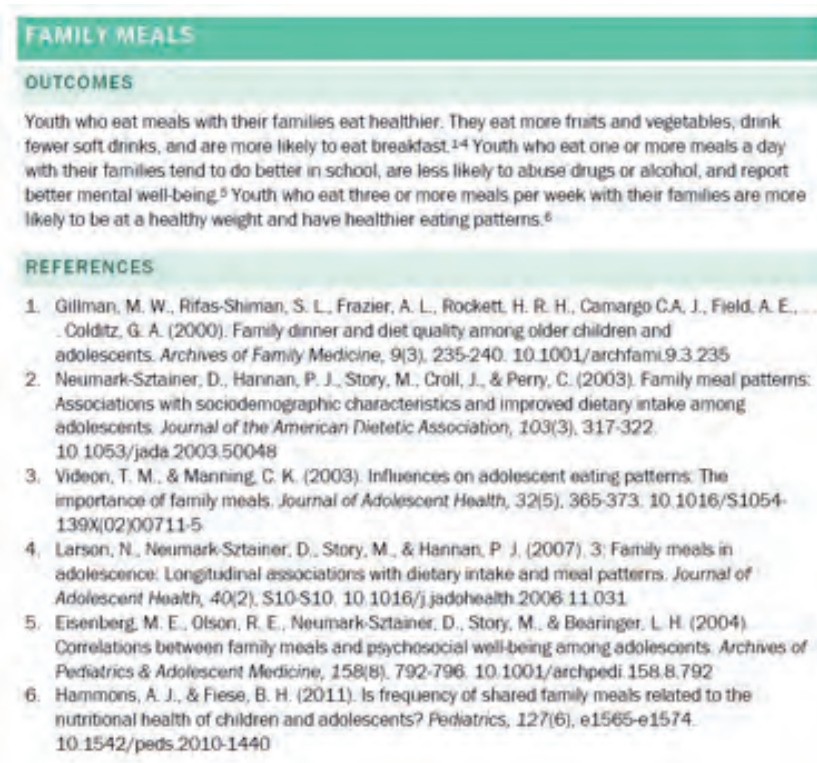 FAMILY MEALS
OUTCOMES
Youth who eat meals with their families eat healthier. They eat more fruits and vegetables, drink
fewer soft drinks, and are more likely to eat breakfast.¹⁻⁴ Youth who eat one or more meals a day
with their families tend to do better in school, are less likely to abuse drugs or alcohol, and report
better mental well-being.⁵ Youth who eat three or more meals per week with their families are more
likely to be at a healthy weight and have healthier eating patterns.⁶
REFERENCES
1. Gillman, M. W., Rifas-Shiman, S. L., Frazier, A. L., Rockett, H. R. H., Camargo C.A, J., Field, A. E., . .
. Colditz, G. A. (2000). Family dinner and diet quality among older children and
adolescents. Archives of Family Medicine, 9(3), 235-240. 10.1001/archfami.9.3.235
2. Neumark-Sztainer, D., Hannan, P. J., Story, M., Croll, J., & Perry, C. (2003). Family meal patterns:
Associations with sociodemographic characteristics and improved dietary intake among
adolescents. Journal of the American Dietetic Association, 103(3), 317-322.
10.1053/jada.2003.50048
3. Videon, T. M., & Manning, C. K. (2003). Influences on adolescent eating patterns: The
importance of family meals. Journal of Adolescent Health, 32(5), 365-373. 10.1016/S1054-
139X(02)00711-5
4. Larson, N., Neumark-Sztainer, D., Story, M., & Hannan, P. J. (2007). 3: Family meals in
adolescence: Longitudinal associations with dietary intake and meal patterns. Journal of
Adolescent Health, 40(2), S10-S10. 10.1016/j.jadohealth.2006.11.031
5. Eisenberg, M. E., Olson, R. E., Neumark-Sztainer, D., Story, M., & Bearinger, L. H. (2004).
Correlations between family meals and psychosocial well-being among adolescents. Archives of
Pediatrics & Adolescent Medicine, 158(8), 792-796. 10.1001/archpedi.158.8.792
6. Hammons, A. J., & Fiese, B. H. (2011). Is frequency of shared family meals related to the
nutritional health of children and adolescents? Pediatrics, 127(6), e1565-e1574.
10.1542/peds.2010-1440